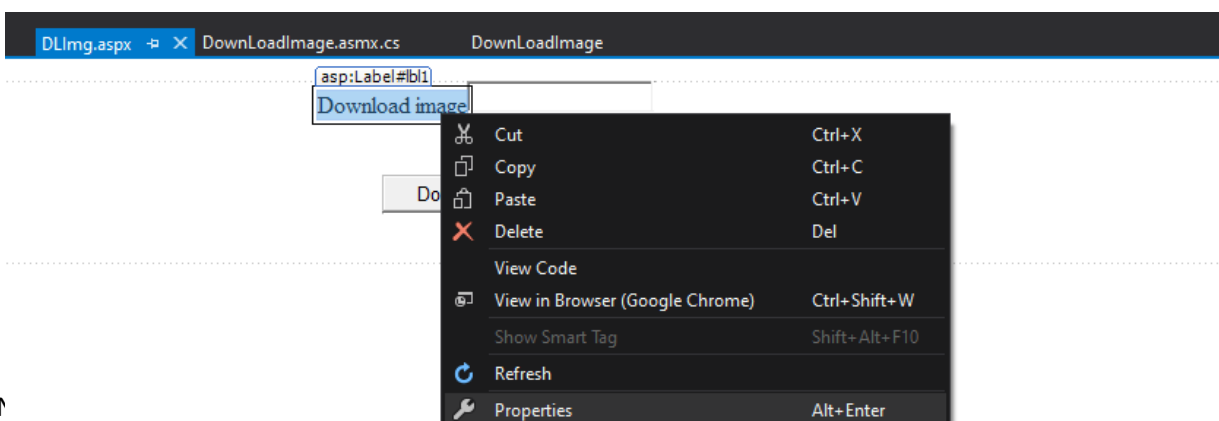 DLImg.aspx DownLoadImage.asmx.cs DownLoadImage
asp:Label#lbl1
Download image
Do
Cut Ctrl+X
Copy Ctrl+C
Paste Ctrl+V
Delete Del
View Code
View in Browser (Google Chrome) Ctrl+Shift+W
Show Smart Tag Shift+Alt+F10
Refresh
Properties Alt+Enter